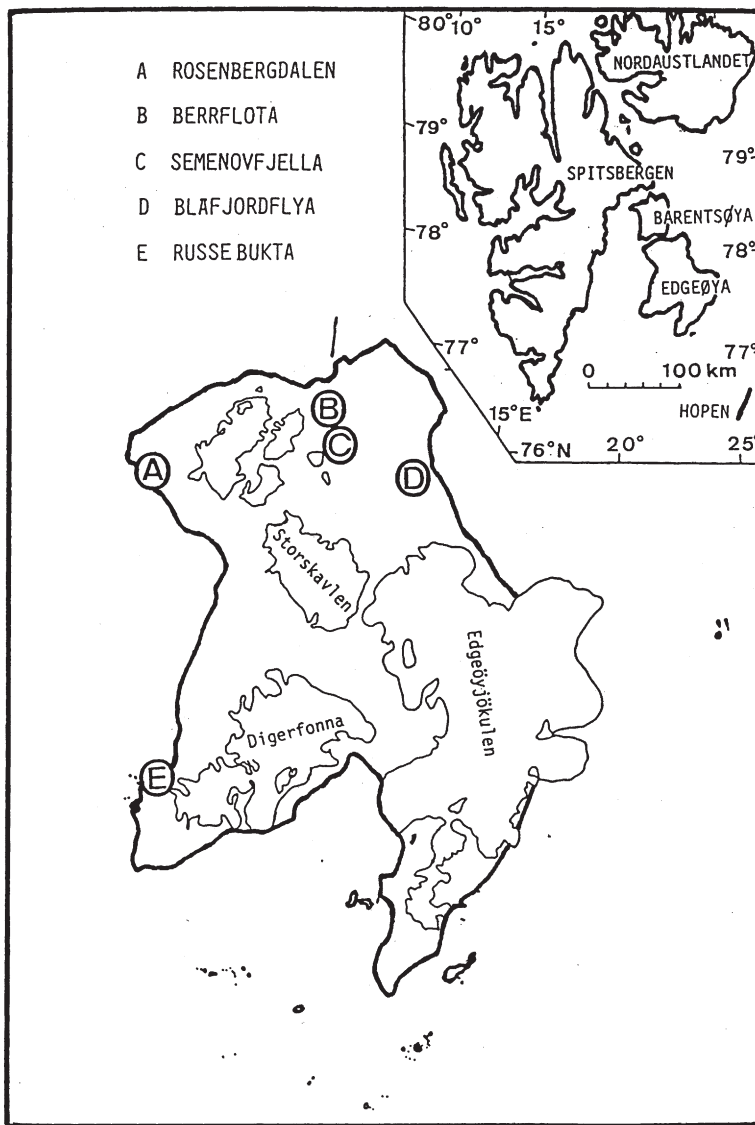 A ROSENBERGDALEN
B BERRFLOTA
C SEMENOVFJELLA
D BLAFJORDFLYA
E RUSSEBUKTA
80° 10° 15°
NORDAUSTLANDET
79°
79°
SPITSBERGEN
BARENTSØYA
78°
78°
EDGEØYA
77°
77°
0 100 km
HOPEN
15°E
76°N 20° 25°
B
C
A
D
Storskavlen
Edgeöyjökulen
Digerfonna
E